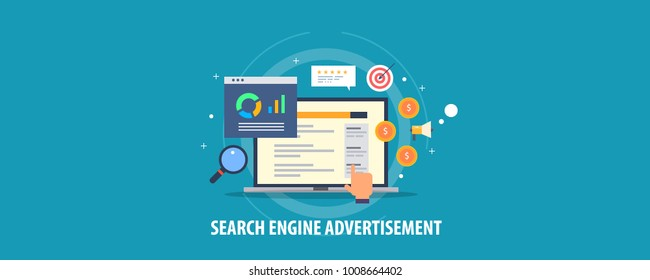 $
$
$
SEARCH ENGINE ADVERTISEMENT
shutterstock.com · 1008664402